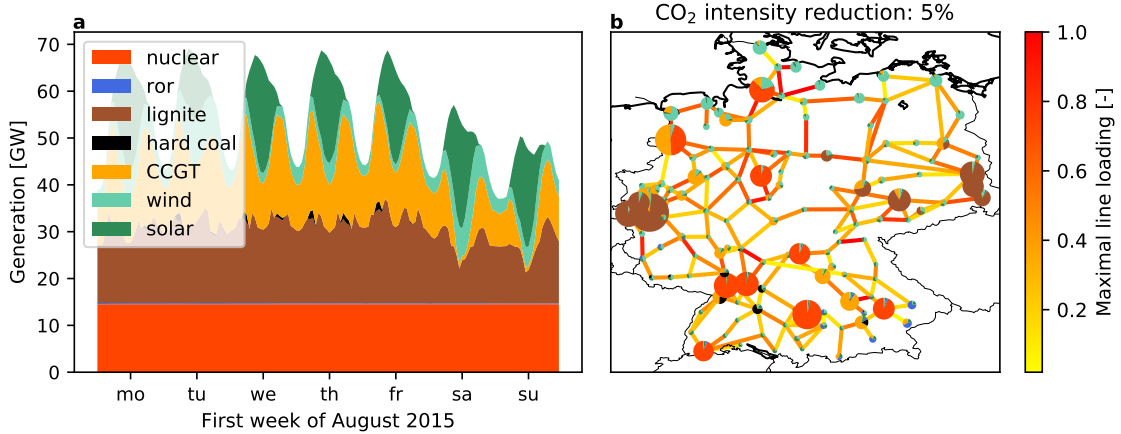 a
Generation [GW]
70
60
50
40
30
20
10
0
nuclear
ror
lignite
hard coal
CCGT
wind
solar
mo tu we th fr sa su
First week of August 2015
b
CO₂ intensity reduction: 5%
1.0
0.8
0.6
0.4
0.2
Maximal line loading [-]